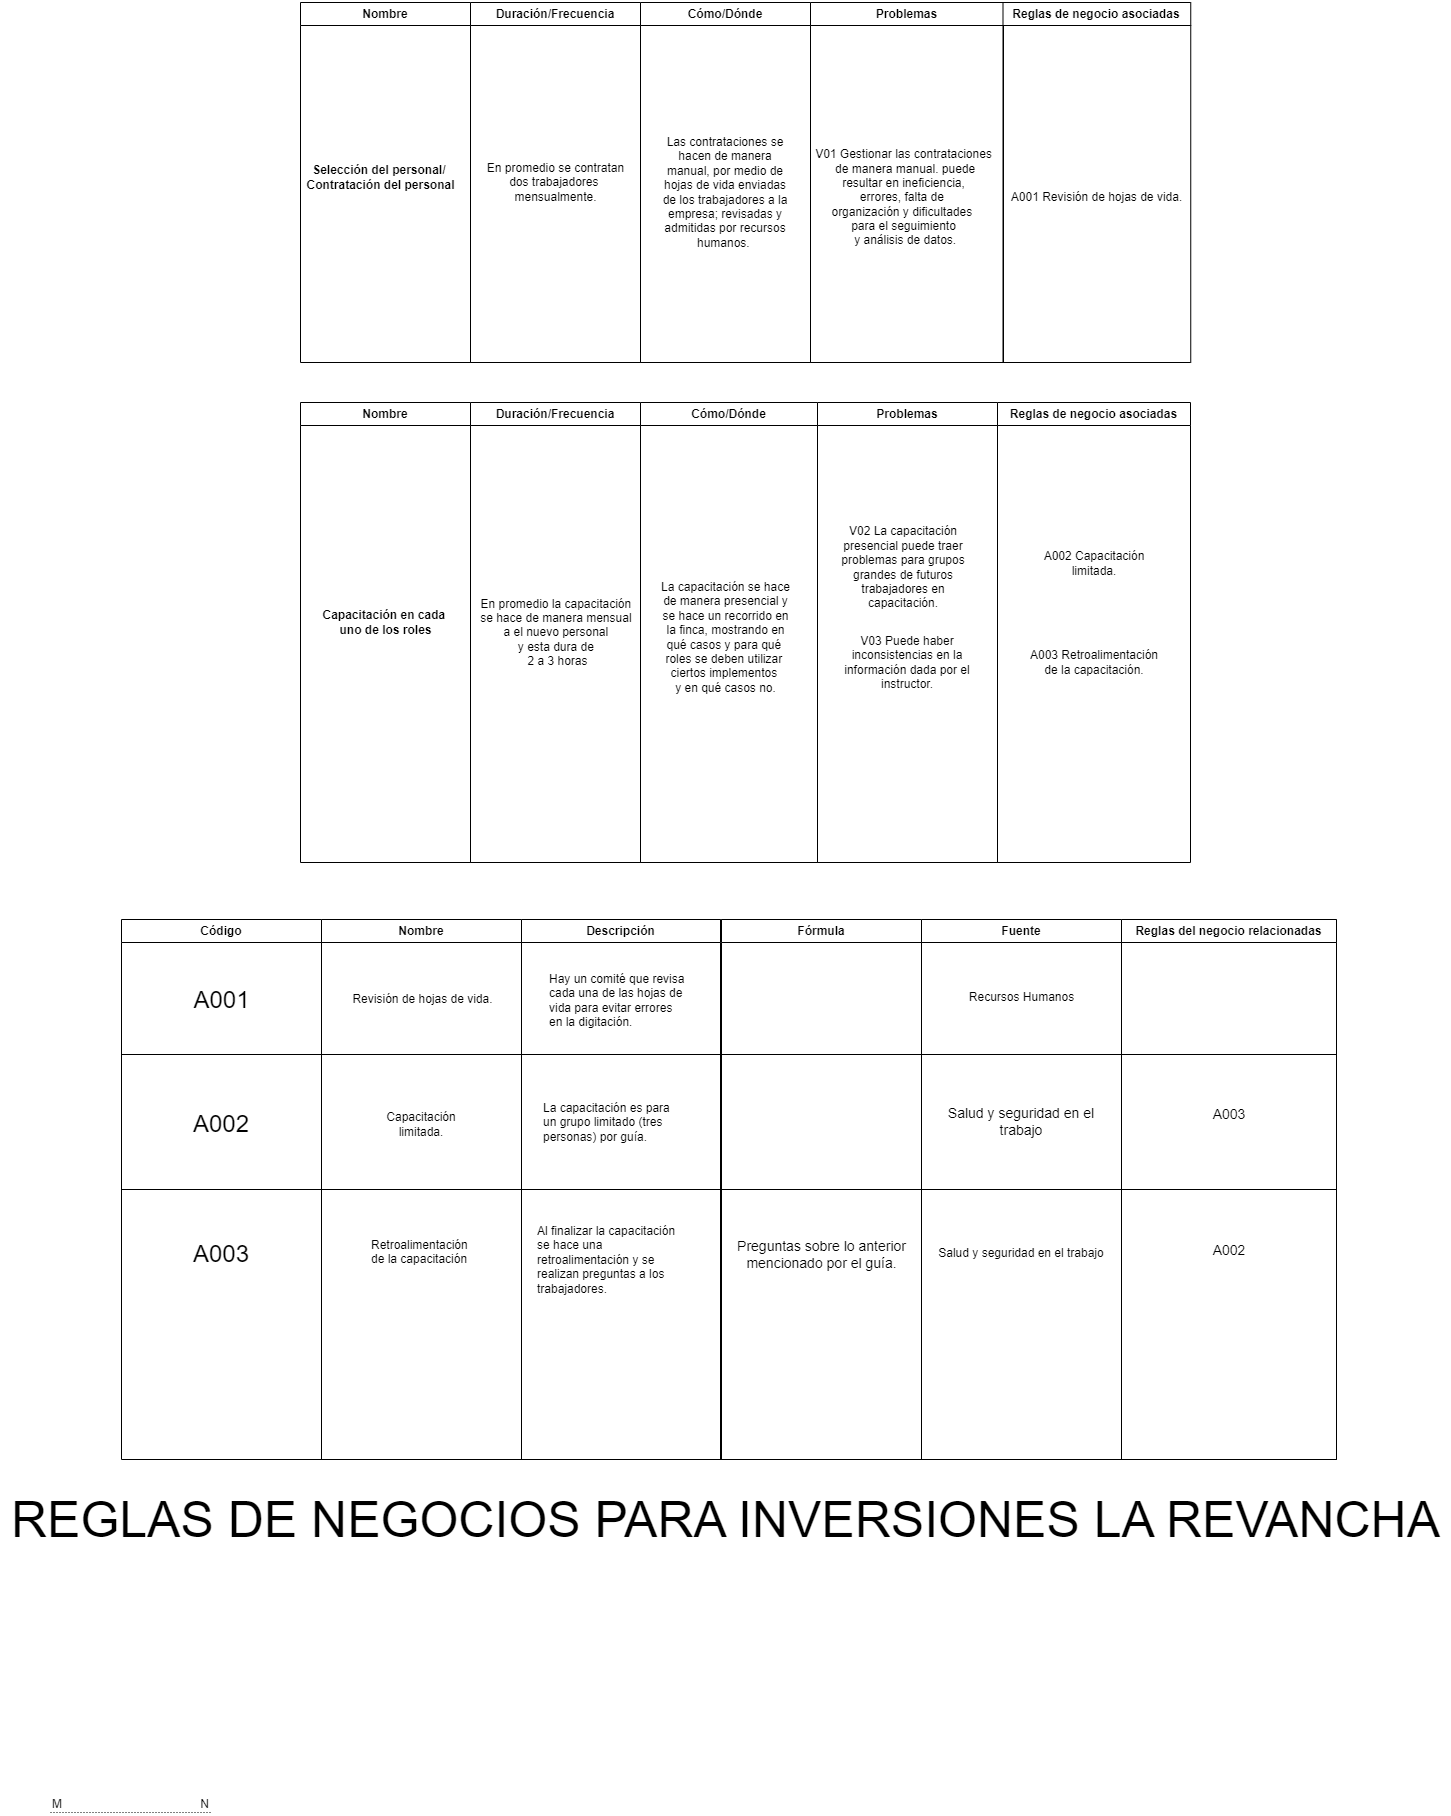 Nombre
Duración/Frecuencia
Cómo/Dónde
Problemas
Reglas de negocio asociadas
Selección del personal/
Contratación del personal
En promedio se contratan
dos trabajadores
mensualmente.
Las contrataciones se
hacen de manera
manual, por medio de
hojas de vida enviadas
de los trabajadores a la
empresa; revisadas y
admitidas por recursos
humanos.
V01 Gestionar las contrataciones
de manera manual. puede
resultar en ineficiencia,
errores, falta de
organización y dificultades
para el seguimiento
y análisis de datos.
A001 Revisión de hojas de vida.
Nombre
Duración/Frecuencia
Cómo/Dónde
Problemas
Reglas de negocio asociadas
Capacitación en cada
uno de los roles
En promedio la capacitación
se hace de manera mensual
a el nuevo personal
y esta dura de
2 a 3 horas
La capacitación se hace
de manera presencial y
se hace un recorrido en
la finca, mostrando en
qué casos y para qué
roles se deben utilizar
ciertos implementos
y en qué casos no.
V02 La capacitación
presencial puede traer
problemas para grupos
grandes de futuros
trabajadores en
capacitación.
V03 Puede haber
inconsistencias en la
información dada por el
instructor.
A002 Capacitación
limitada.
A003 Retroalimentación
de la capacitación.
Código
Nombre
Descripción
Fórmula
Fuente
Reglas del negocio relacionadas
A001
Revisión de hojas de vida.
Hay un comité que revisa
cada una de las hojas de
vida para evitar errores
en la digitación.
Recursos Humanos
A002
Capacitación
limitada.
La capacitación es para
un grupo limitado (tres
personas) por guía.
Salud y seguridad en el
trabajo
A003
A003
Retroalimentación
de la capacitación
Al finalizar la capacitación
se hace una
retroalimentación y se
realizan preguntas a los
trabajadores.
Preguntas sobre lo anterior
mencionado por el guía.
Salud y seguridad en el trabajo
A002
REGLAS DE NEGOCIOS PARA INVERSIONES LA REVANCHA
M
N